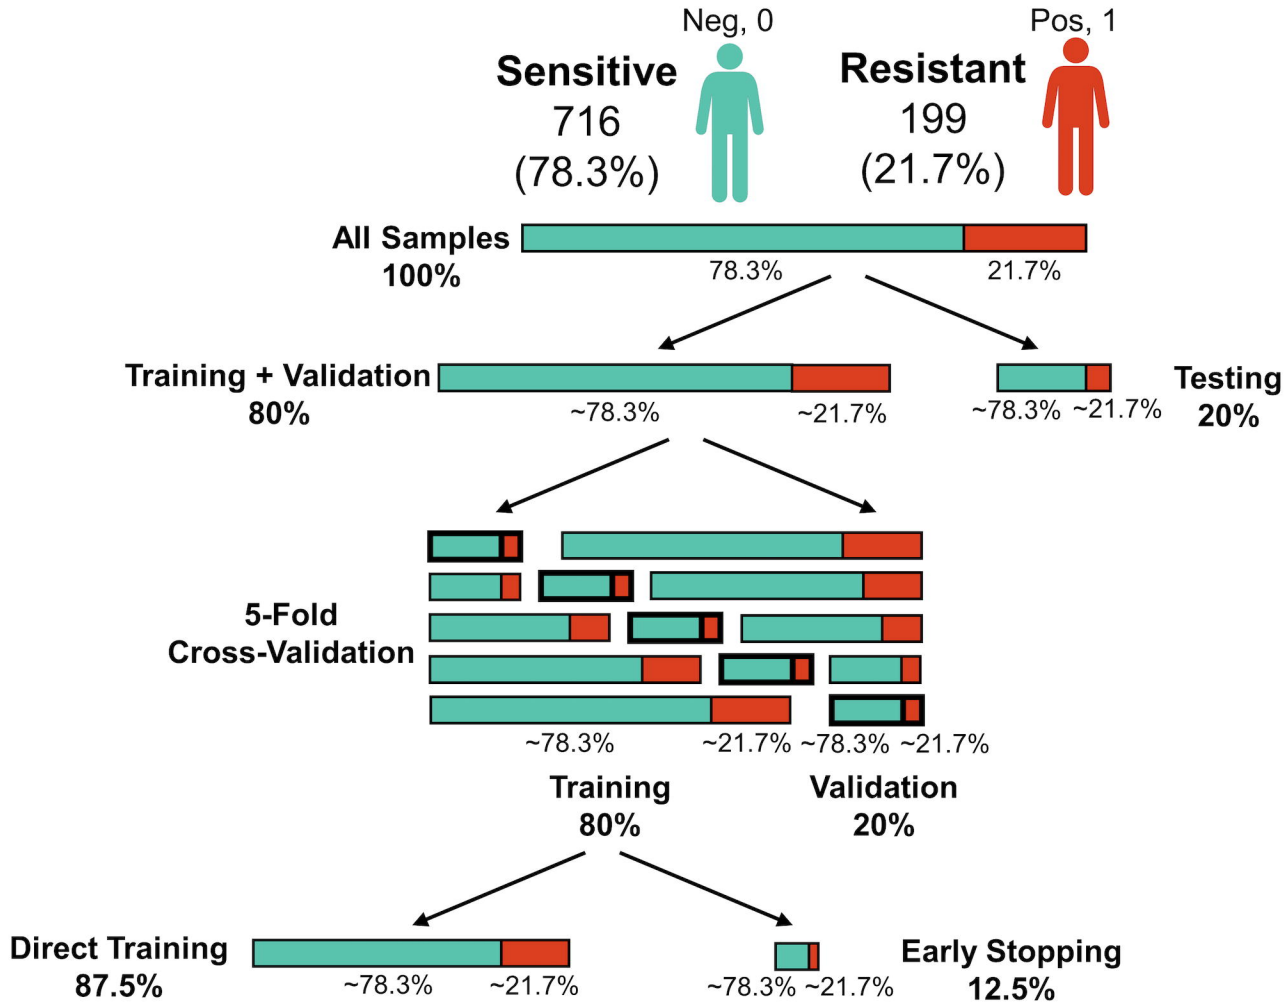 Neg, 0
Pos, 1
Sensitive
716
(78.3%)
Resistant
199
(21.7%)
All Samples
100%
78.3%
21.7%
Training + Validation
80%
~78.3%
~21.7%
~78.3%
~21.7%
Testing
20%
5-Fold
Cross-Validation
~78.3%
~21.7%
~78.3%
~21.7%
Training
80%
Validation
20%
Direct Training
87.5%
~78.3%
~21.7%
~78.3%
~21.7%
Early Stopping
12.5%